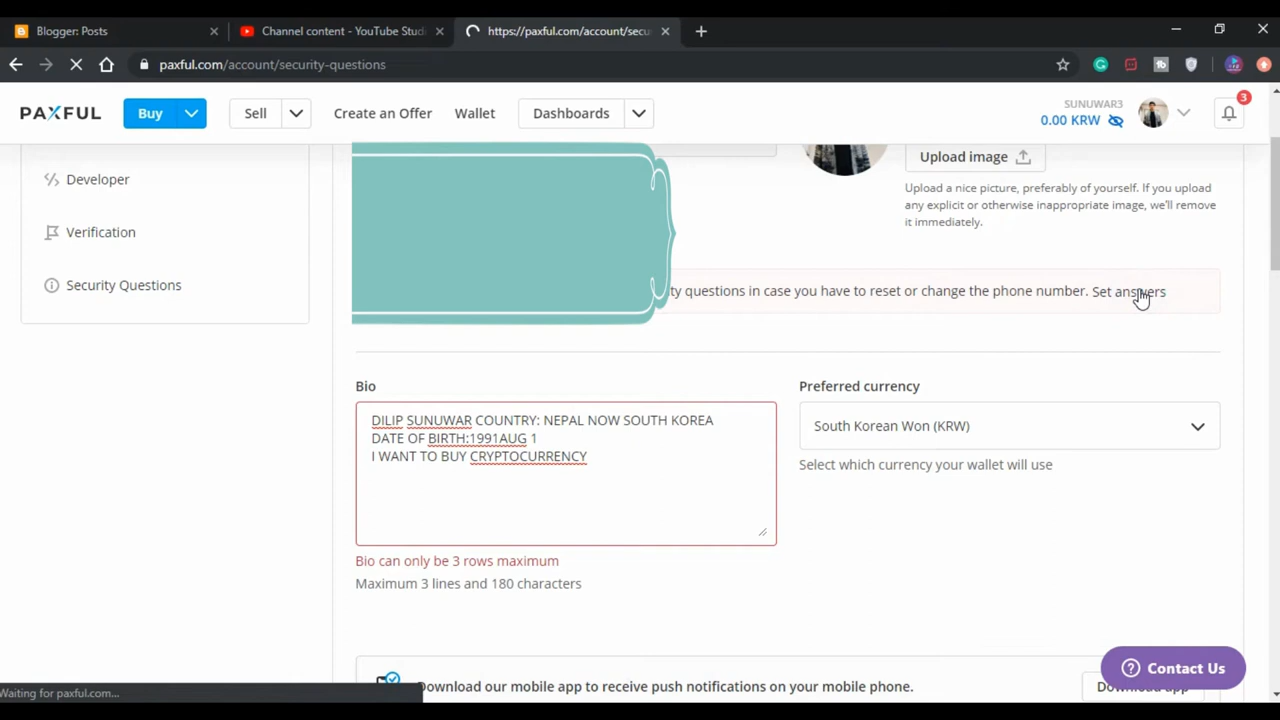 Blogger: Posts
Channel content - YouTube Stud
https://paxful.com/account/secu
paxful.com/account/security-questions
PAXFUL
Buy
Sell
Create an Offer
Wallet
Dashboards
SUNUWAR3
0.00 KRW
3
Developer
Verification
Security Questions
Upload image
Upload a nice picture, preferably of yourself. If you upload
any explicit or otherwise inappropriate image, we'll remove
it immediately.
ty questions in case you have to reset or change the phone number. Set answers
Bio
DILIP SUNUWAR COUNTRY: NEPAL NOW SOUTH KOREA
DATE OF BIRTH:1991AUG 1
I WANT TO BUY CRYPTOCURRENCY
Bio can only be 3 rows maximum
Maximum 3 lines and 180 characters
Preferred currency
South Korean Won (KRW)
Select which currency your wallet will use
Download our mobile app to receive push notifications on your mobile phone.
Download app
Contact Us
Waiting for paxful.com...